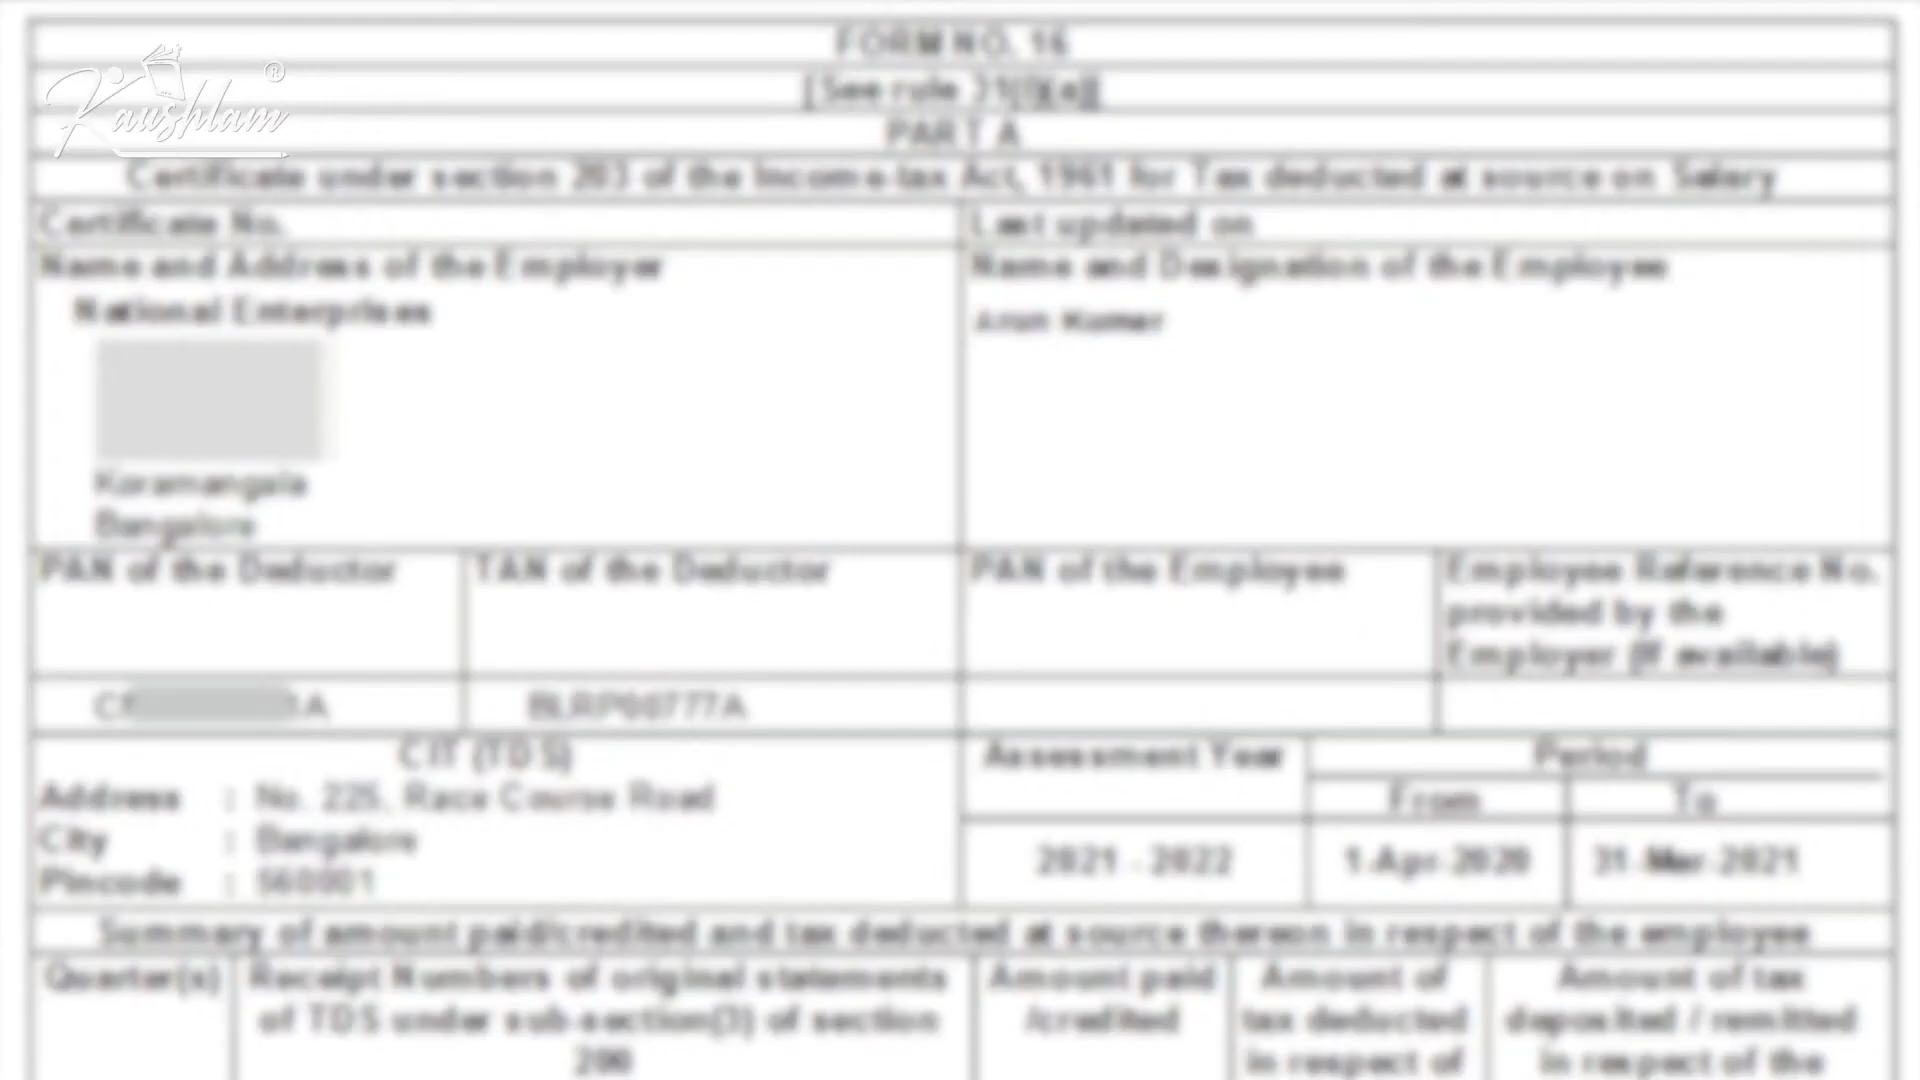 Kaushlam ®
FORM NO. 16
[See rule 31(1)(a)]
PART A
Certificate under section 203 of the Income-tax Act, 1961 for Tax deducted at source on Salary
Certificate No.
Last updated on
Name and Address of the Employer
Name and Designation of the Employee
National Enterprises
Arun Kumar
Koramangala
Bangalore
PAN of the Deductor
TAN of the Deductor
PAN of the Employee
Employee Reference No.
provided by the
Employer (If available)
CIT (TDS)
Address : No. 225, Race Course Road
City : Bangalore
Pincode : 560001
Assessment Year
Period
From
To
2021 - 2022
1-Apr-2020
31-Mar-2021
Summary of amount paid/credited and tax deducted at source thereon in respect of the employee
Quarter(s)
Receipt Numbers of original statements
of TDS under sub-section(3) of section
200
Amount paid
/credited
Amount of
tax deducted
in respect of
Amount of tax
deposited / remitted
in respect of the